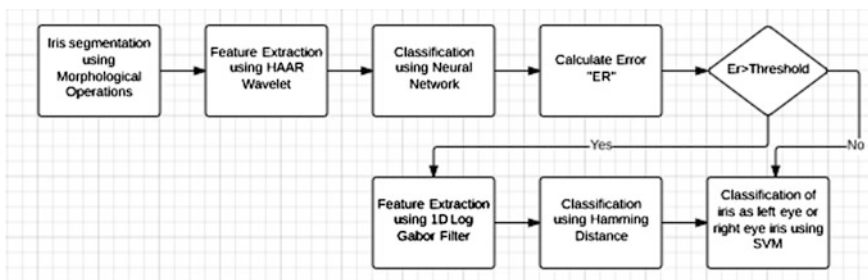 Iris segmentation
using
Morphological
Operations
Feature Extraction
using HAAR
Wavelet
Classification
using Neural
Network
Calculate Error
"ER"
Er>Threshold
Yes
No
Feature Extraction
using 1D Log
Gabor Filter
Classification
using Hamming
Distance
Classification of
iris as left eye or
right eye iris using
SVM